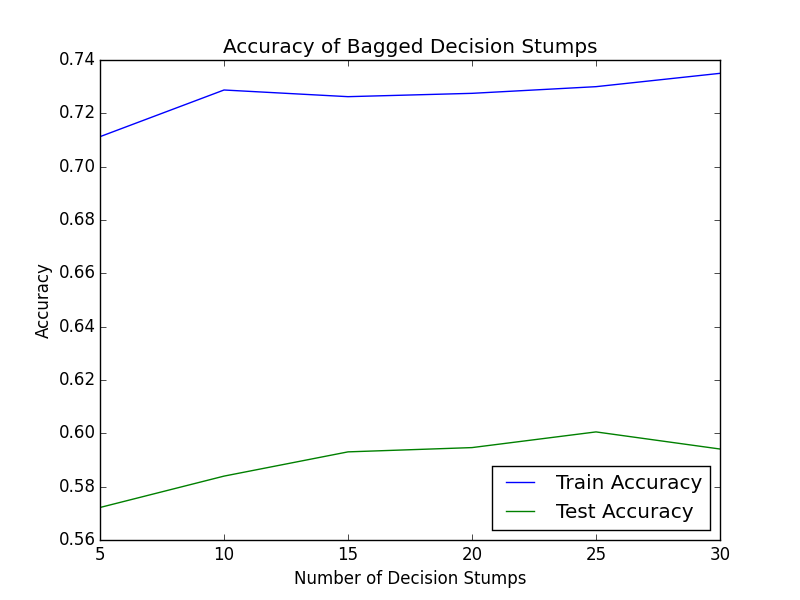 Accuracy of Bagged Decision Stumps
0.74
0.72
0.70
0.68
0.66
0.64
0.62
0.60
0.58
0.56
Accuracy
5 10 15 20 25 30
Number of Decision Stumps
Train Accuracy
Test Accuracy